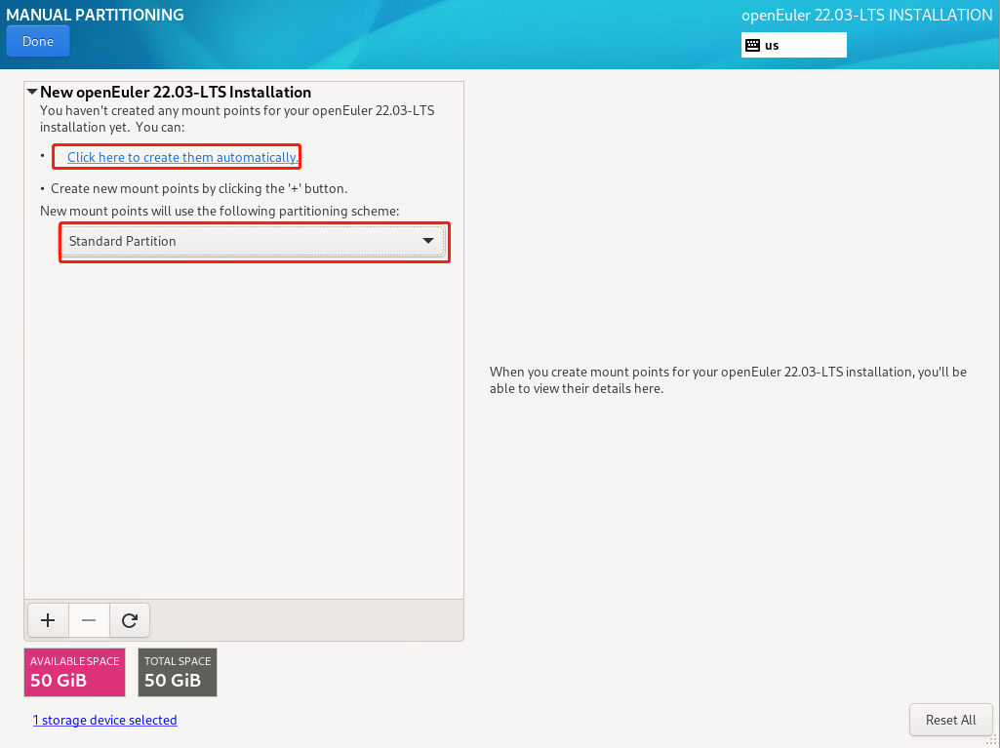 MANUAL PARTITIONING
openEuler 22.03-LTS INSTALLATION
Done
us
New openEuler 22.03-LTS Installation
You haven't created any mount points for your openEuler 22.03-LTS
installation yet.  You can:
• Click here to create them automatically.
• Create new mount points by clicking the '+' button.
New mount points will use the following partitioning scheme:
Standard Partition
When you create mount points for your openEuler 22.03-LTS installation, you'll be
able to view their details here.
AVAILABLE SPACE
50 GiB
TOTAL SPACE
50 GiB
1 storage device selected
Reset All